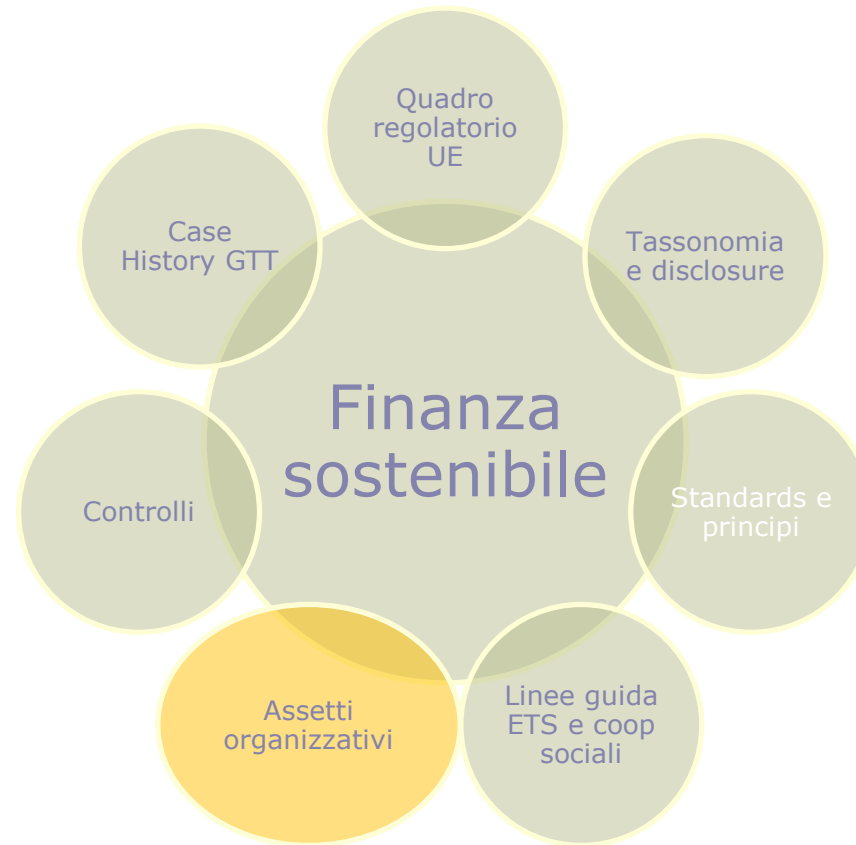 Quadro
regolatorio
UE
Tassonomia
e disclosure
Standards e
principi
Linee guida
ETS e coop
sociali
Assetti
organizzativi
Controlli
Case
History GTT
Finanza
sostenibile